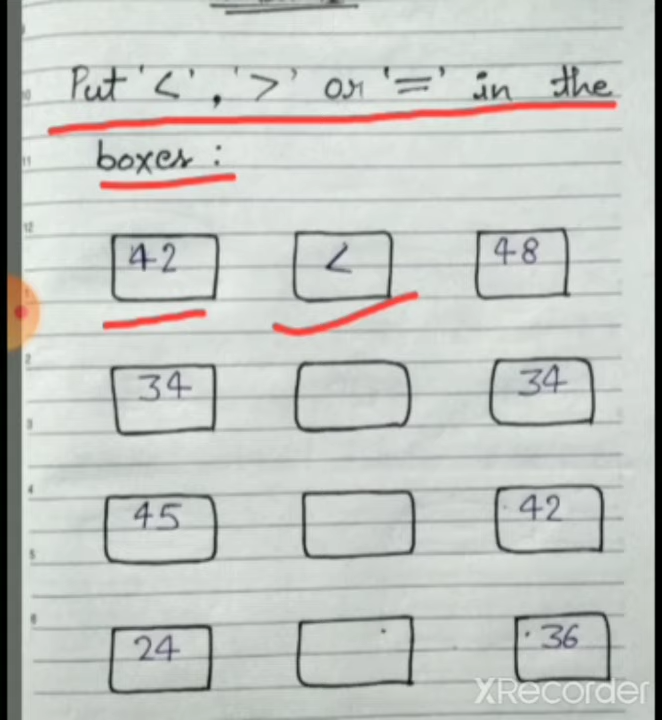 Put '<', '>' or '=' in the
boxes :
42 < 48
34 34
45 42
24 36
XRecorder